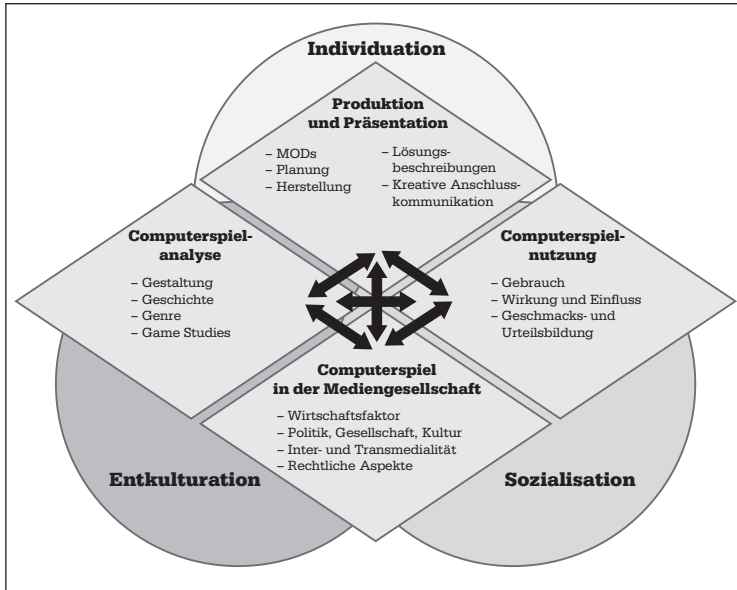 Individuation
Produktion
und Präsentation
– MODs
– Planung
– Herstellung
– Lösungs-
beschreibungen
– Kreative Anschluss-
kommunikation
Computerspiel-
analyse
– Gestaltung
– Geschichte
– Genre
– Game Studies
Computerspiel-
nutzung
– Gebrauch
– Wirkung und Einfluss
– Geschmacks- und
Urteilsbildung
Computerspiel
in der Mediengesellschaft
– Wirtschaftsfaktor
– Politik, Gesellschaft, Kultur
– Inter- und Transmedialität
– Rechtliche Aspekte
Entkulturation
Sozialisation